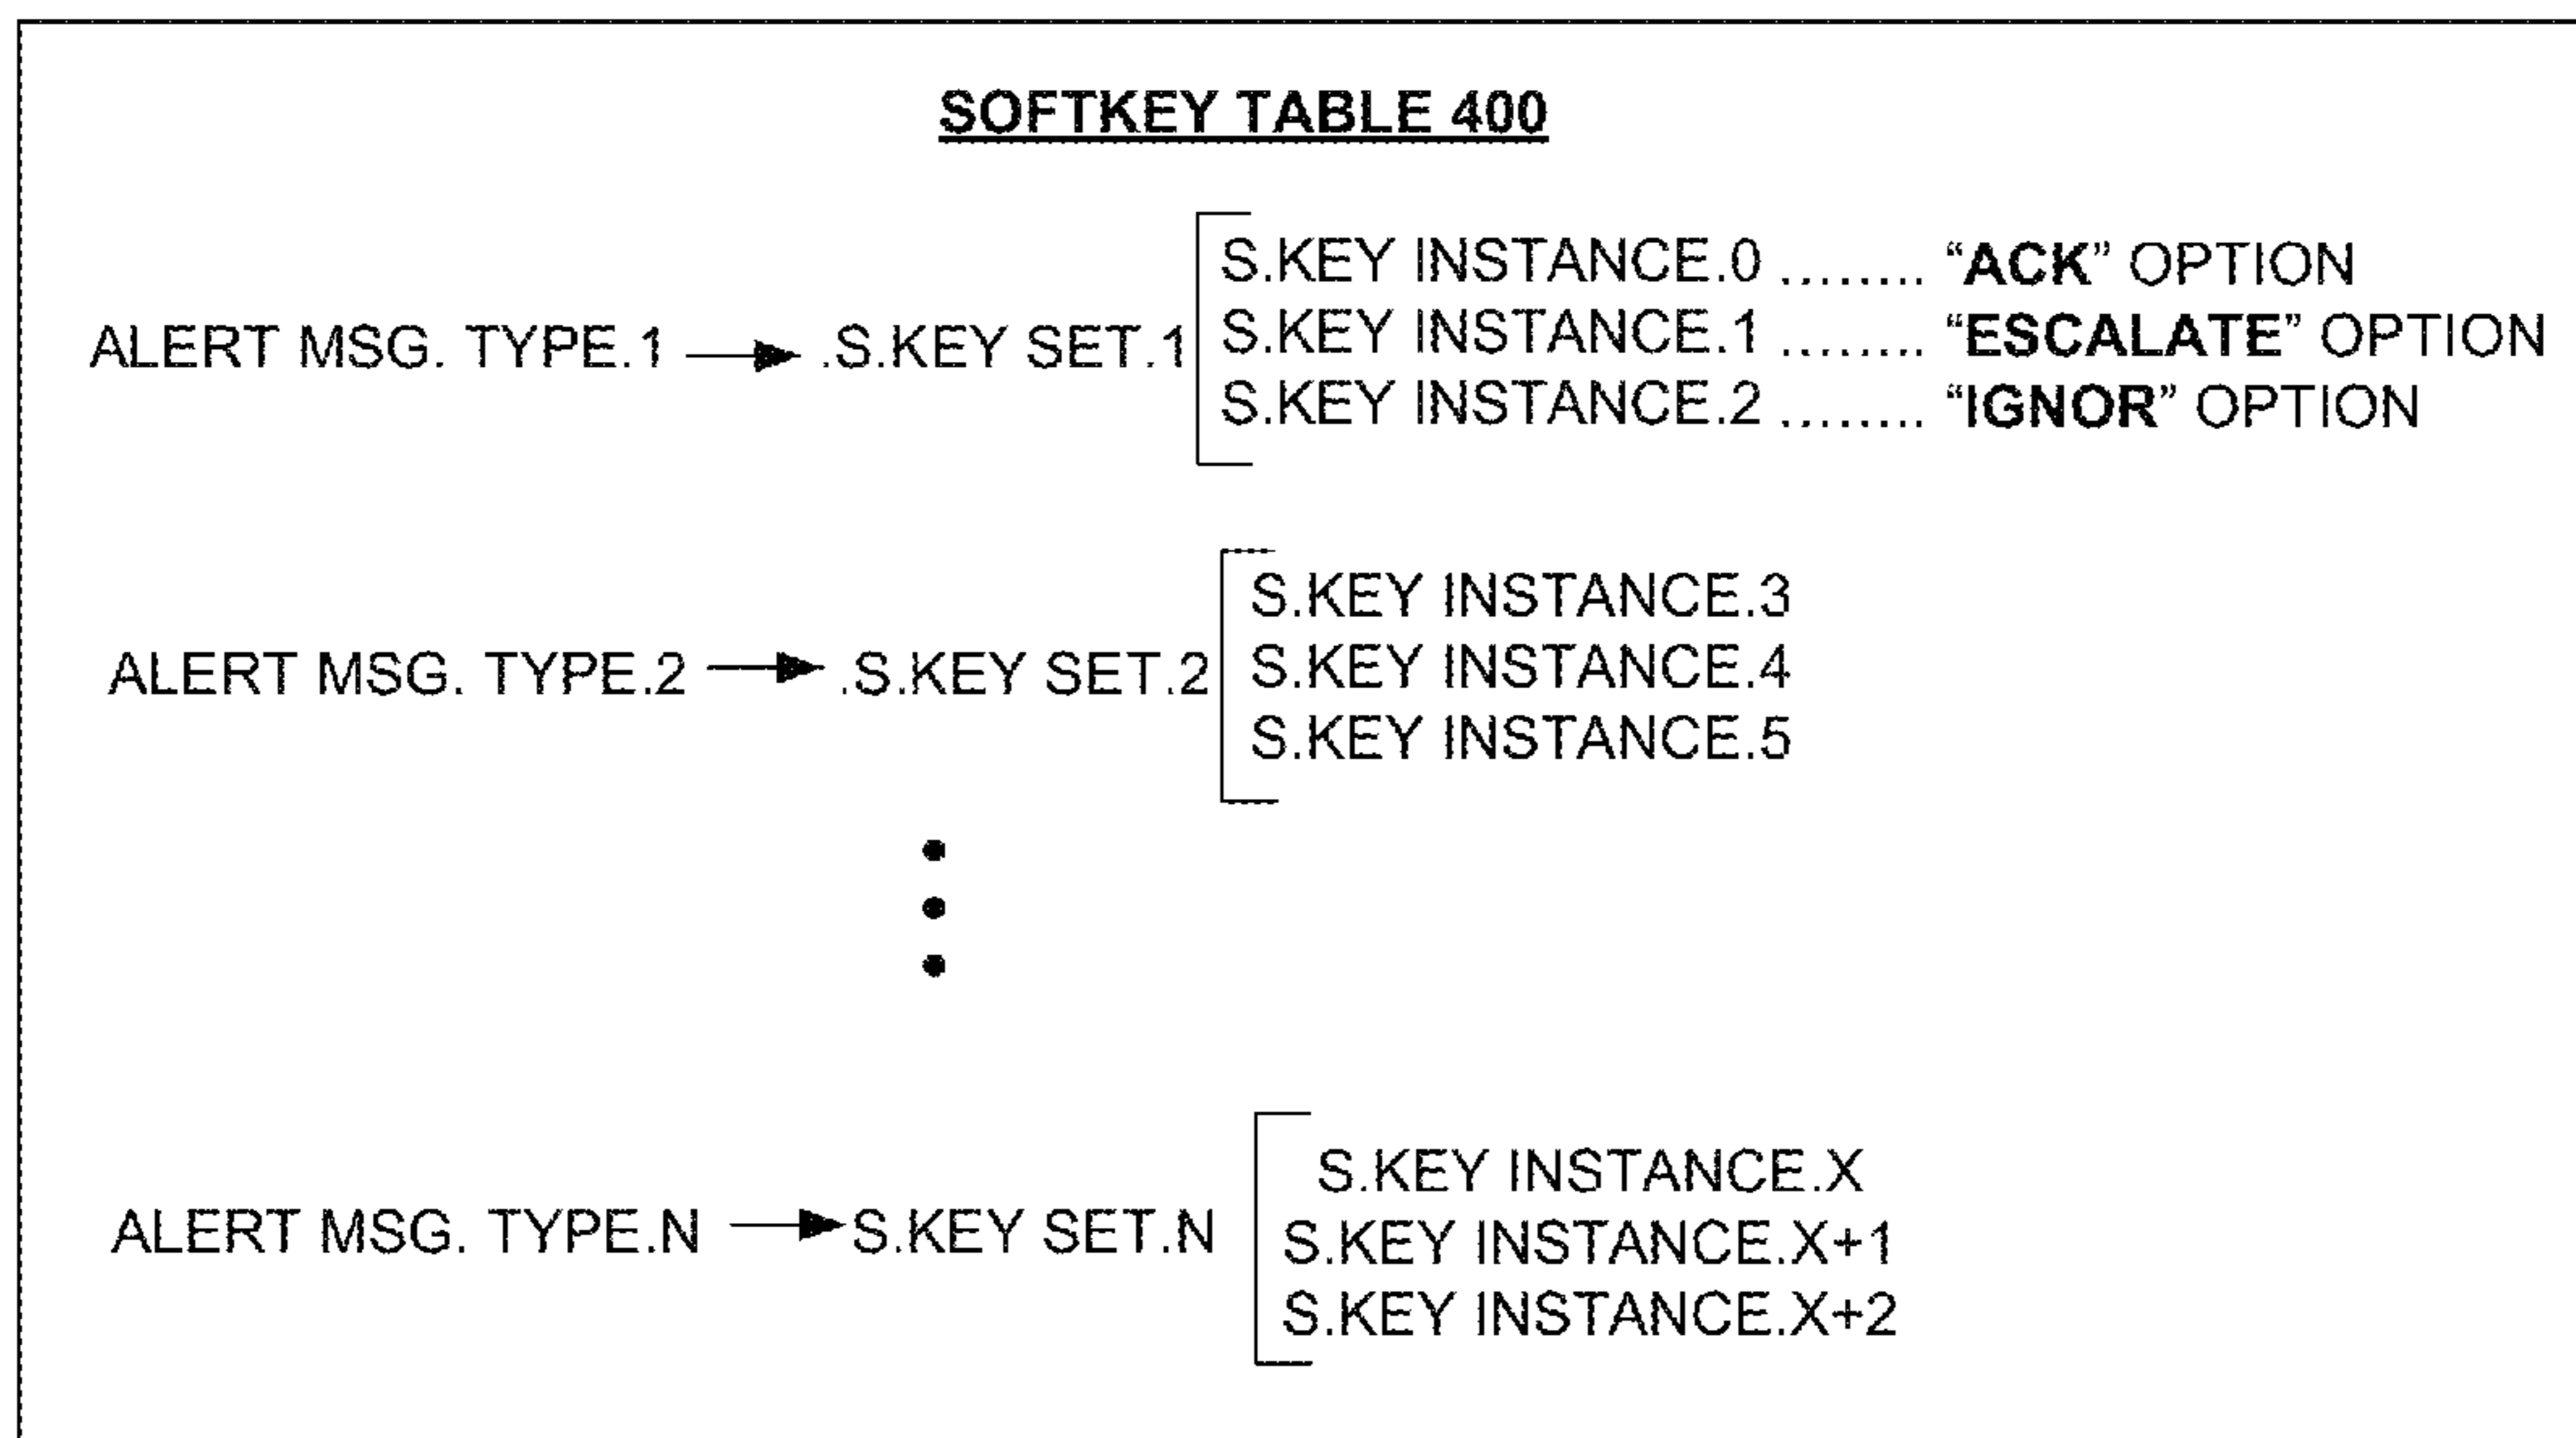 SOFTKEY TABLE 400
S.KEY INSTANCE.0 ........ “ACK” OPTION
ALERT MSG. TYPE.1 .S.KEY SET.1 S.KEY INSTANCE.1 ........ “ESCALATE” OPTION
S.KEY INSTANCE.2 ........ “IGNOR” OPTION
S.KEY INSTANCE.3
ALERT MSG. TYPE.2 .S.KEY SET.2 S.KEY INSTANCE.4
S.KEY INSTANCE.5
S.KEY INSTANCE.X
ALERT MSG. TYPE.N S.KEY SET.N S.KEY INSTANCE.X+1
S.KEY INSTANCE.X+2